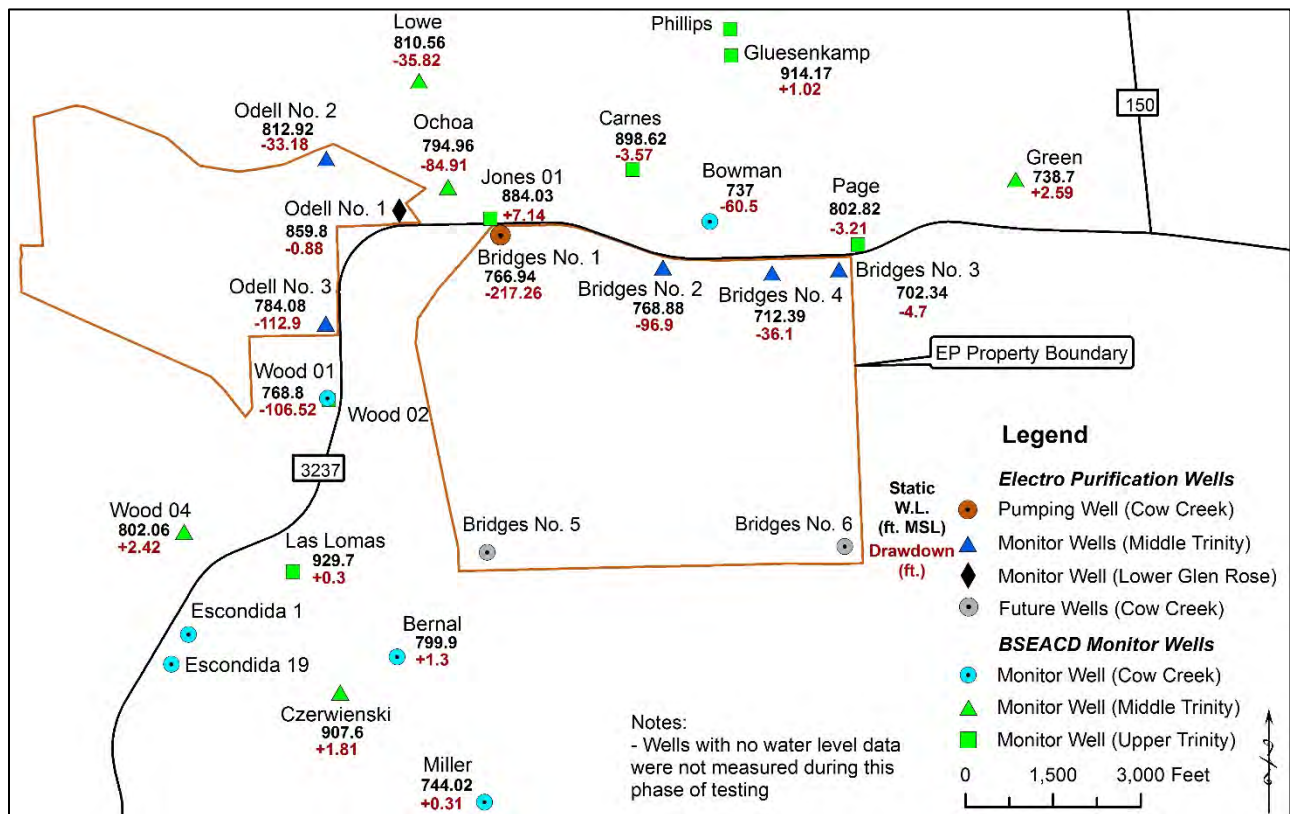 Lowe
810.56
-35.82
Phillips
Gluesenkamp
914.17
+1.02
150
Odell No. 2
812.92
-33.18
Ochoa
794.96
-84.91
Carnes
898.62
-3.57
Bowman
737
-60.5
Green
738.7
+2.59
Jones 01
884.03
+7.14
Page
802.82
-3.21
Odell No. 1
859.8
-0.88
Bridges No. 1
766.94
-217.26
Bridges No. 2
768.88
-96.9
Bridges No. 4
712.39
-36.1
Bridges No. 3
702.34
-4.7
Odell No. 3
784.08
-112.9
EP Property Boundary
Wood 01
768.8
-106.52
Wood 02
3237
Wood 04
802.06
+2.42
Las Lomas
929.7
+0.3
Bridges No. 5
Bridges No. 6
Static
W.L.
(ft. MSL)
Drawdown
(ft.)
Escondida 1
Escondida 19
Bernal
799.9
+1.3
Czerwienski
907.6
+1.81
Miller
744.02
+0.31
Notes:
- Wells with no water level data
were not measured during this
phase of testing
Legend
Electro Purification Wells
Pumping Well (Cow Creek)
Monitor Wells (Middle Trinity)
Monitor Well (Lower Glen Rose)
Future Wells (Cow Creek)
BSEACD Monitor Wells
Monitor Well (Cow Creek)
Monitor Well (Middle Trinity)
Monitor Well (Upper Trinity)
0 1,500 3,000 Feet